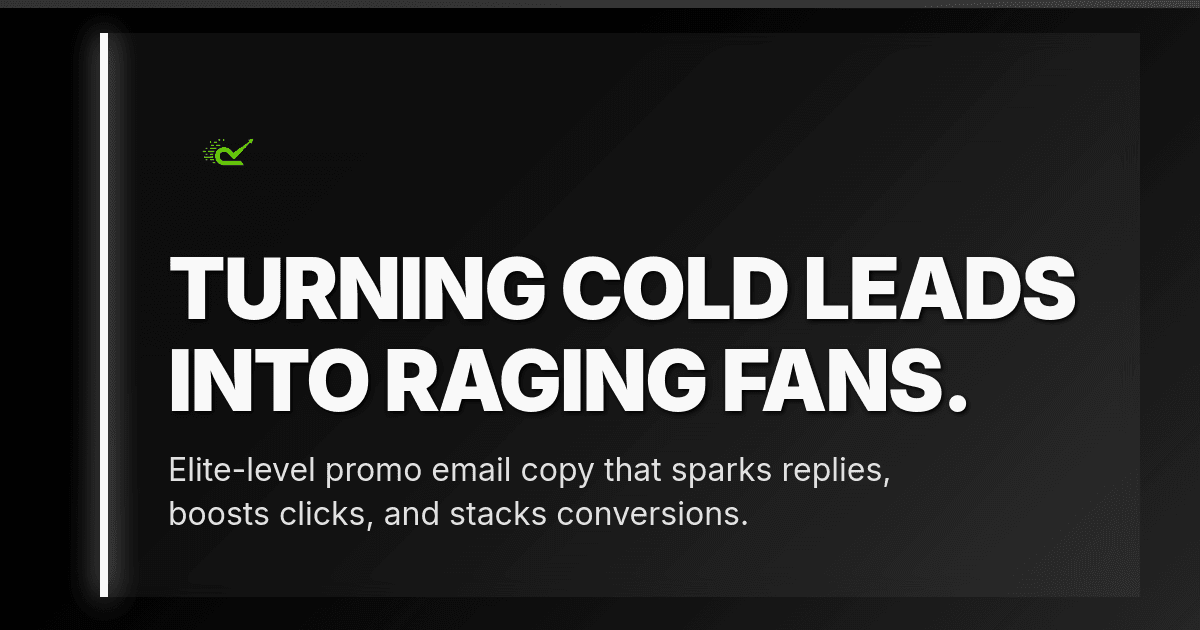 TURNING COLD LEADS
INTO RAGING FANS.
Elite-level promo email copy that sparks replies,
boosts clicks, and stacks conversions.